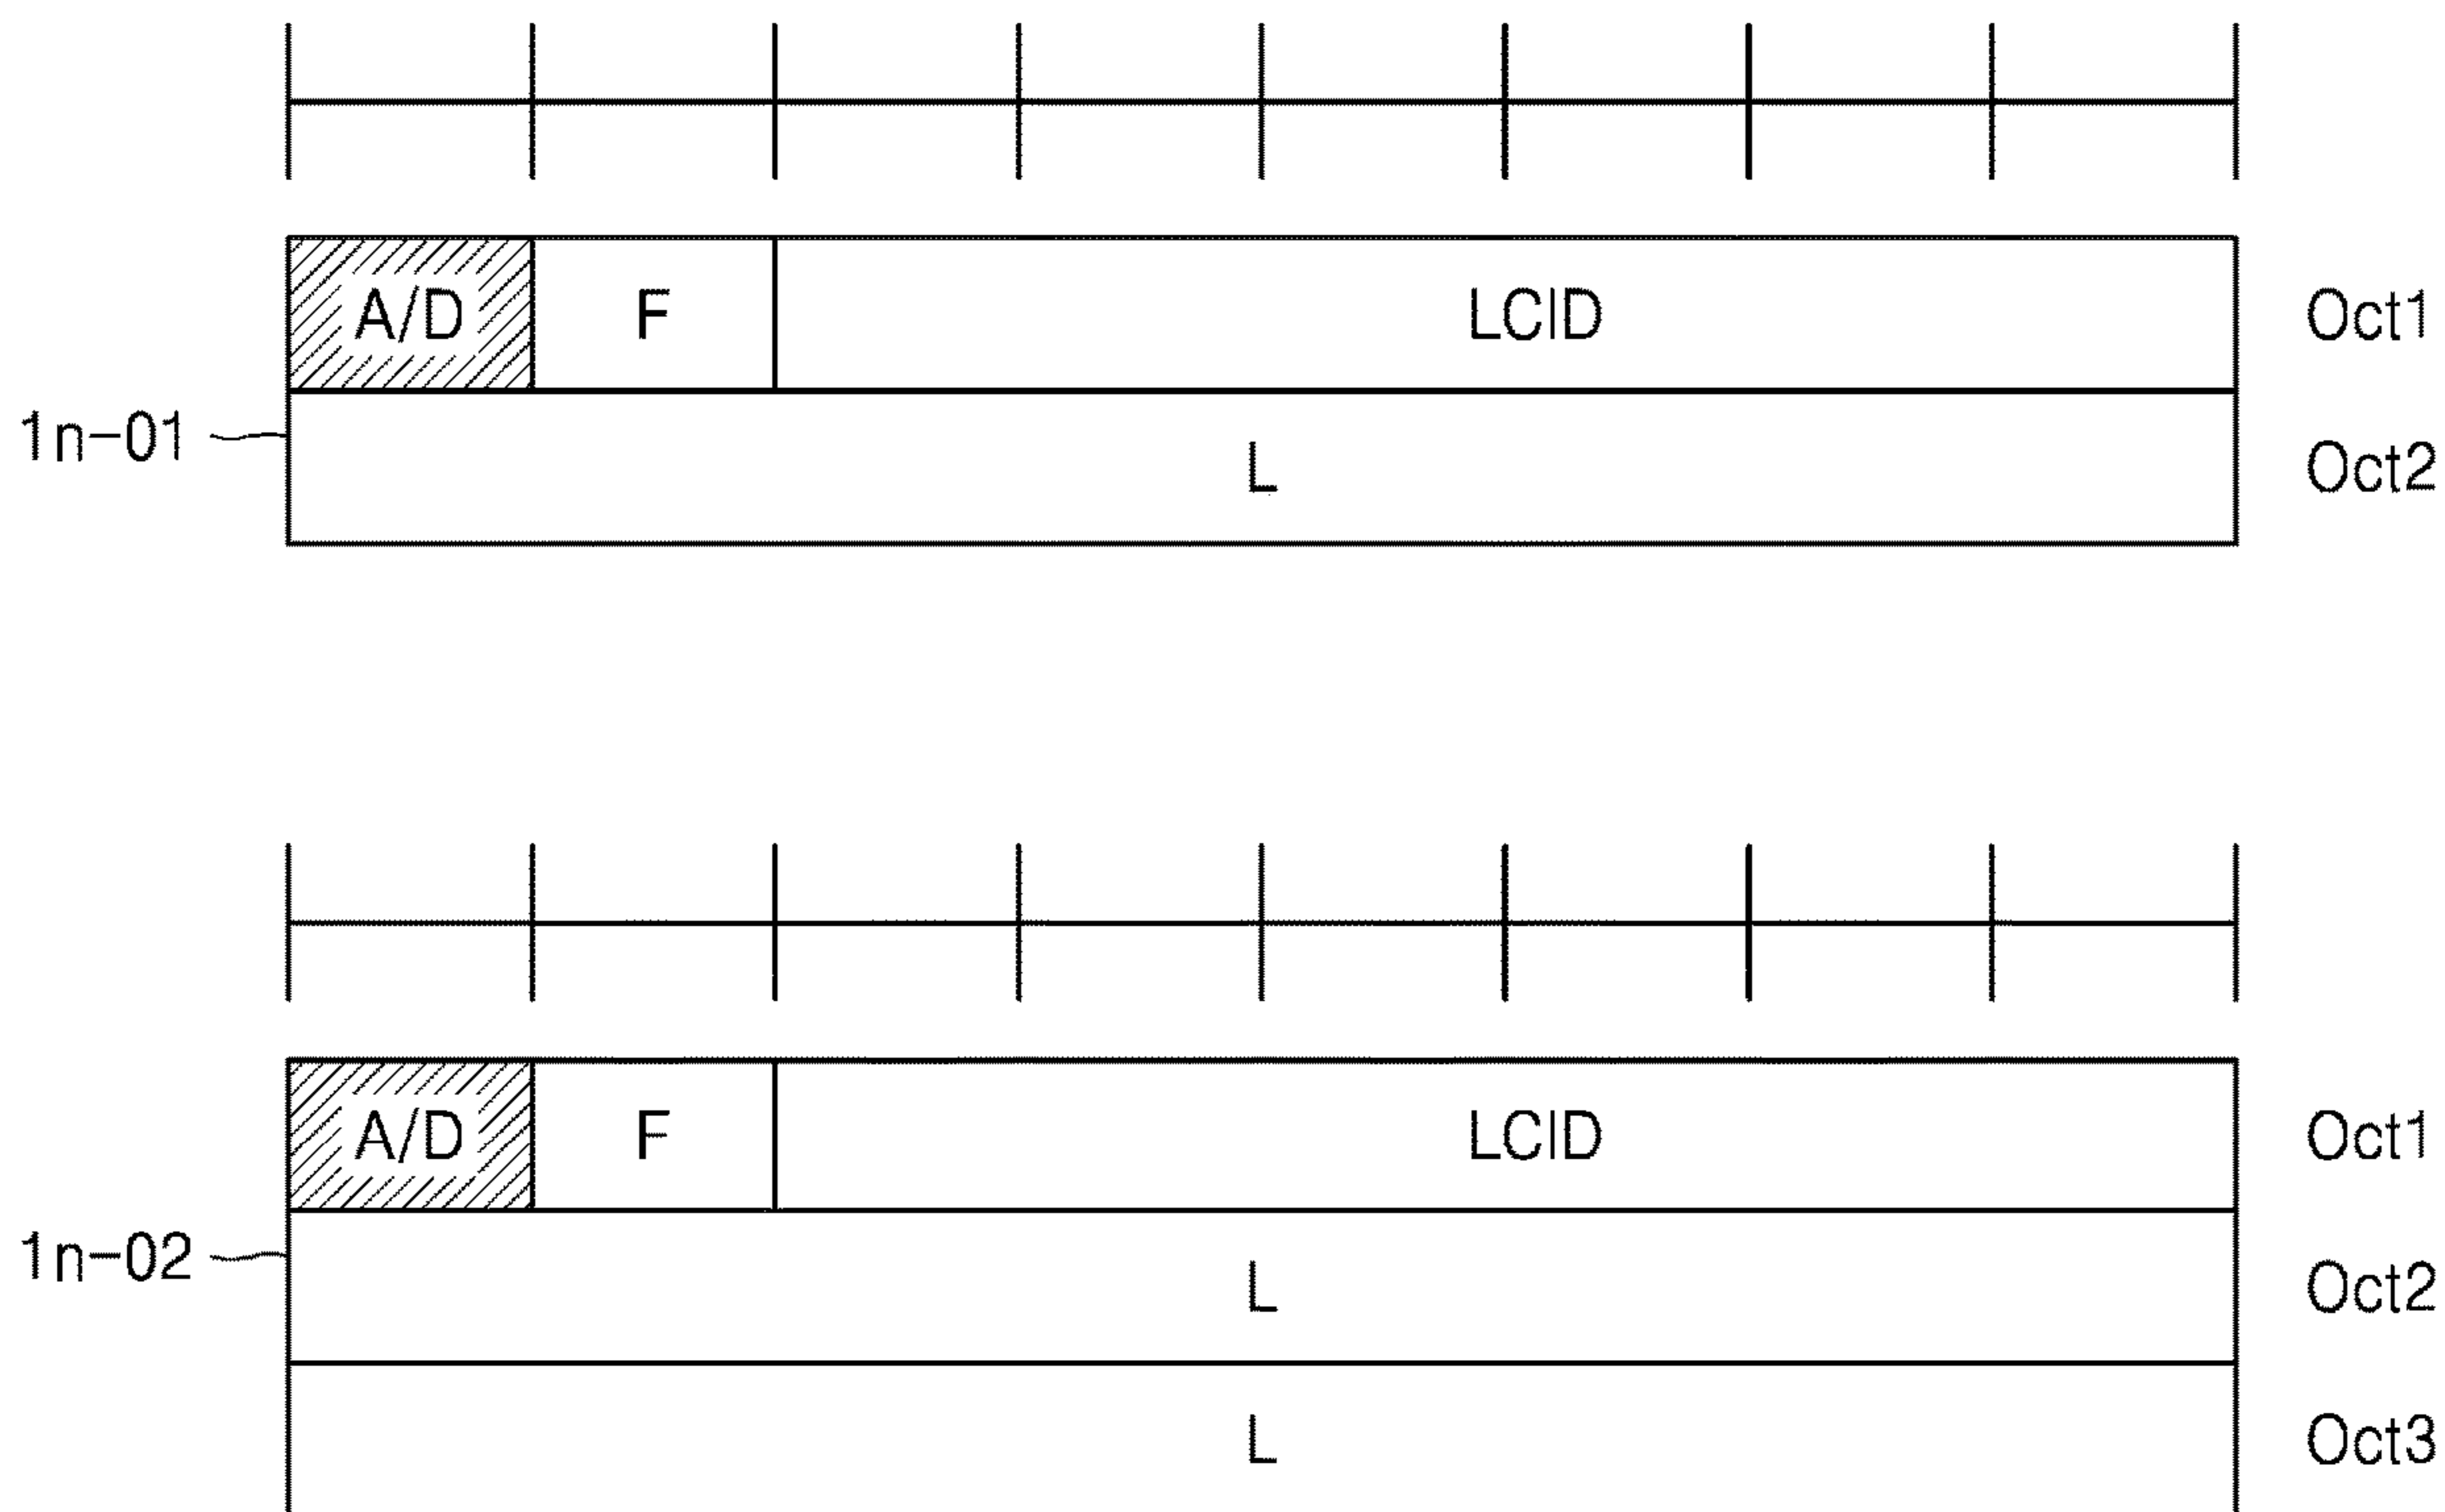 A/D F LCID Oct1
1n-01
L Oct2
A/D F LCID Oct1
1n-02
L Oct2
L Oct3